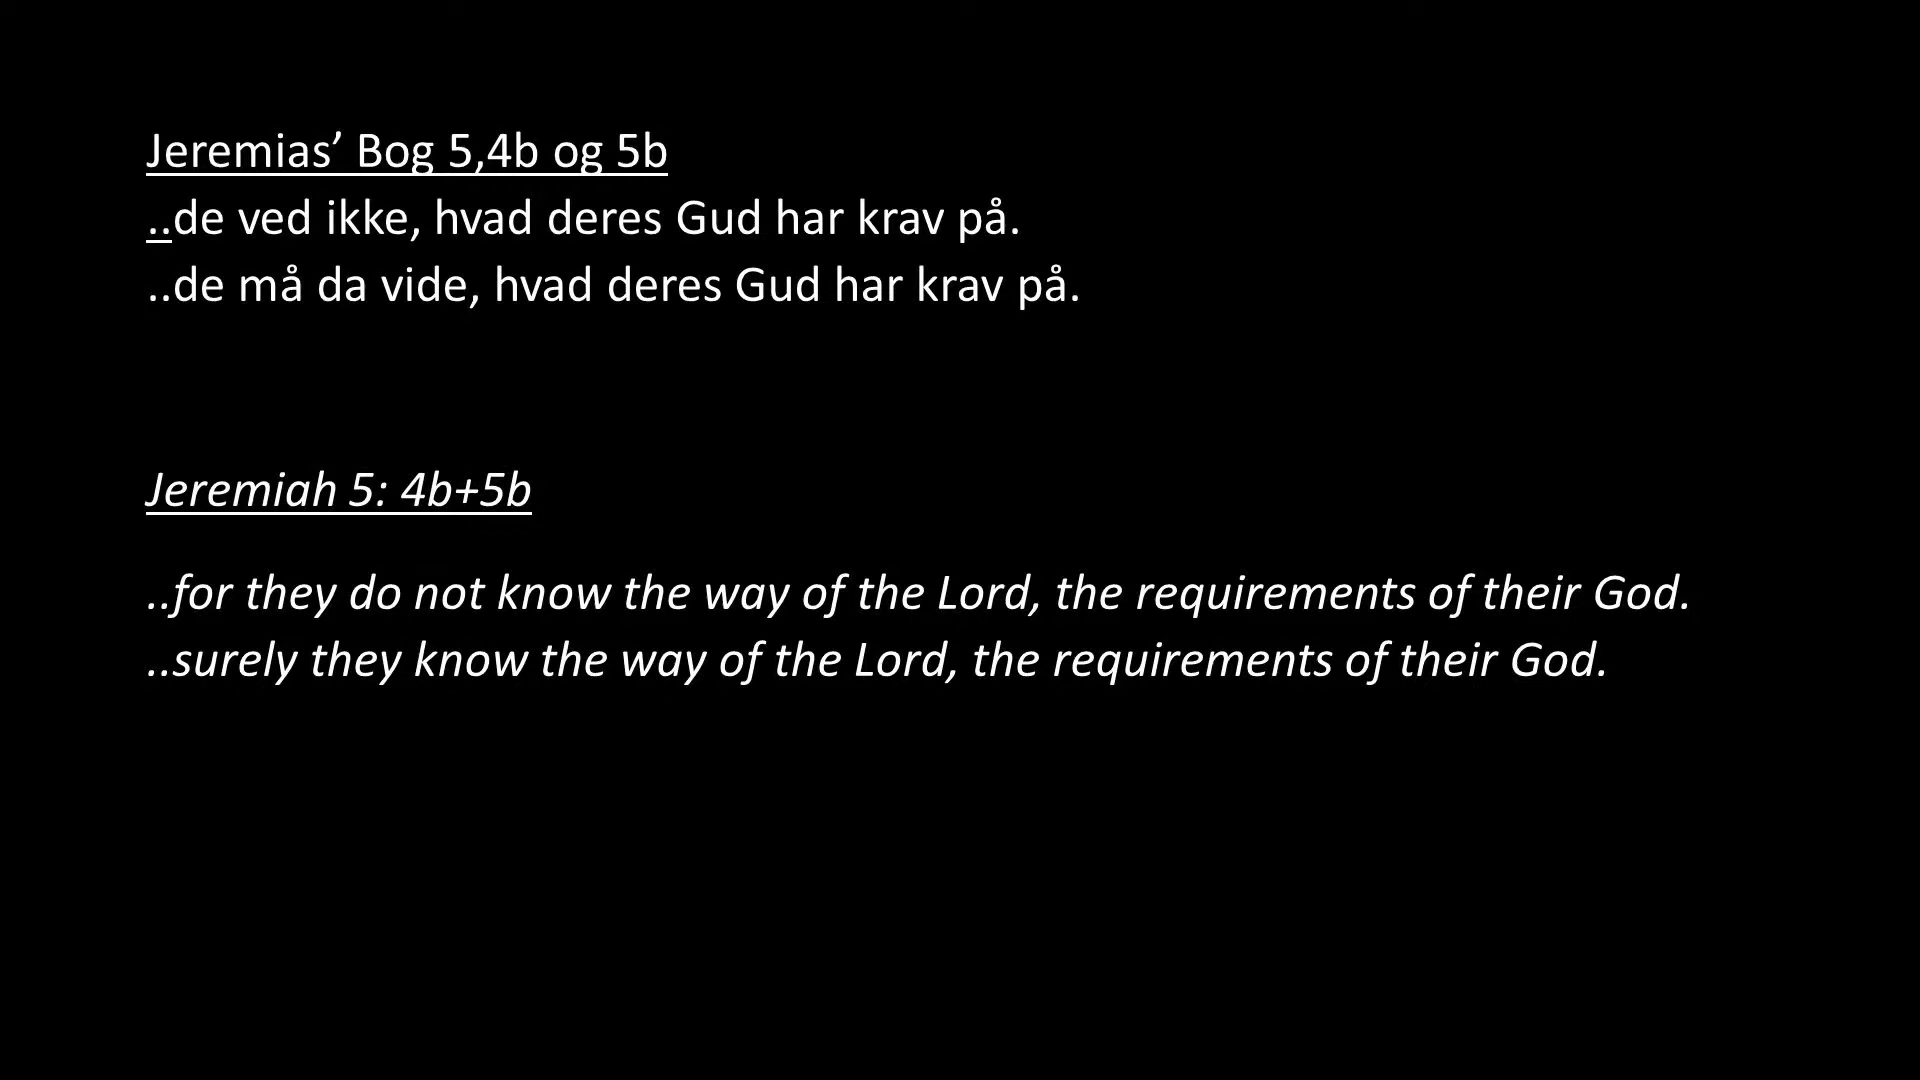 Jeremias’ Bog 5,4b og 5b
..de ved ikke, hvad deres Gud har krav på.
..de må da vide, hvad deres Gud har krav på.
Jeremiah 5: 4b+5b
..for they do not know the way of the Lord, the requirements of their God.
..surely they know the way of the Lord, the requirements of their God.